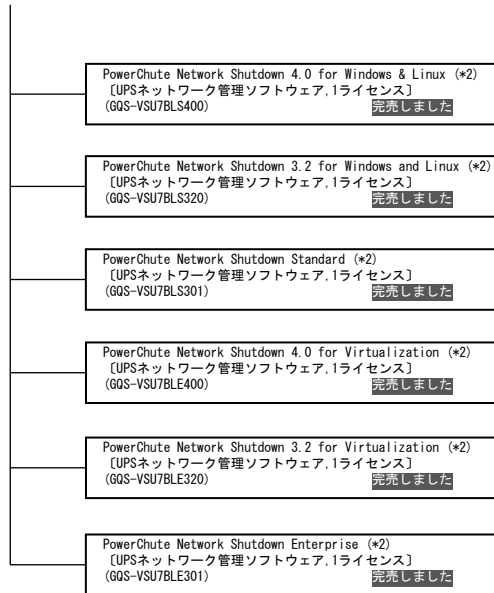 PowerChute Network Shutdown 4.0 for Windows & Linux (*2)
〔UPSネットワーク管理ソフトウェア,1ライセンス〕
(GQS-VSU7BLS400) 完売しました
PowerChute Network Shutdown 3.2 for Windows and Linux (*2)
〔UPSネットワーク管理ソフトウェア,1ライセンス〕
(GQS-VSU7BLS320) 完売しました
PowerChute Network Shutdown Standard (*2)
〔UPSネットワーク管理ソフトウェア,1ライセンス〕
(GQS-VSU7BLS301) 完売しました
PowerChute Network Shutdown 4.0 for Virtualization (*2)
〔UPSネットワーク管理ソフトウェア,1ライセンス〕
(GQS-VSU7BLE400) 完売しました
PowerChute Network Shutdown 3.2 for Virtualization (*2)
〔UPSネットワーク管理ソフトウェア,1ライセンス〕
(GQS-VSU7BLE320) 完売しました
PowerChute Network Shutdown Enterprise (*2)
〔UPSネットワーク管理ソフトウェア,1ライセンス〕
(GQS-VSU7BLE301) 完売しました